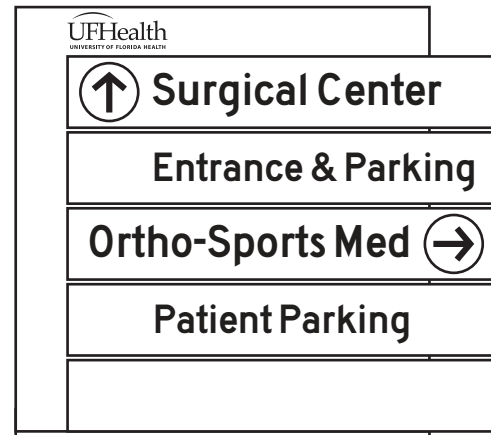 UFHealth
UNIVERSITY OF FLORIDA HEALTH
Surgical Center
Entrance & Parking
Ortho-Sports Med
Patient Parking